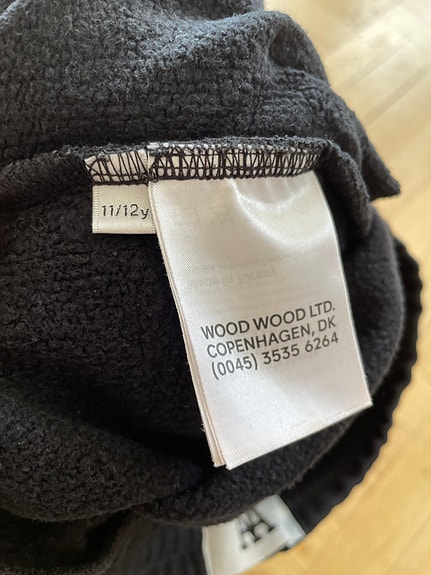 11/12y
WOOD WOOD LTD.
COPENHAGEN, DK
(0045) 3535 6264